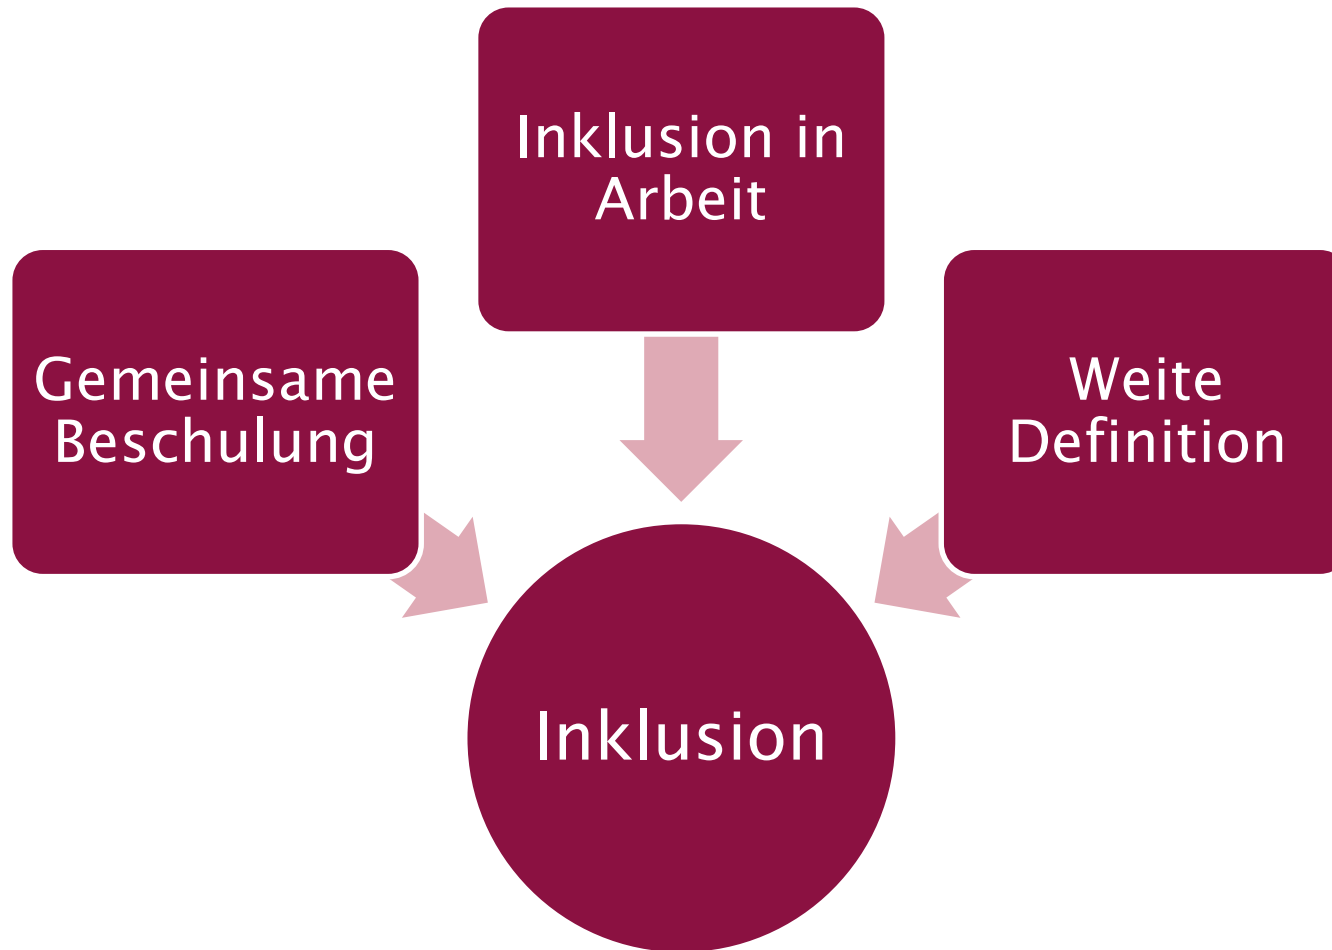 Inklusion in
Arbeit
Gemeinsame
Beschulung
Weite
Definition
Inklusion